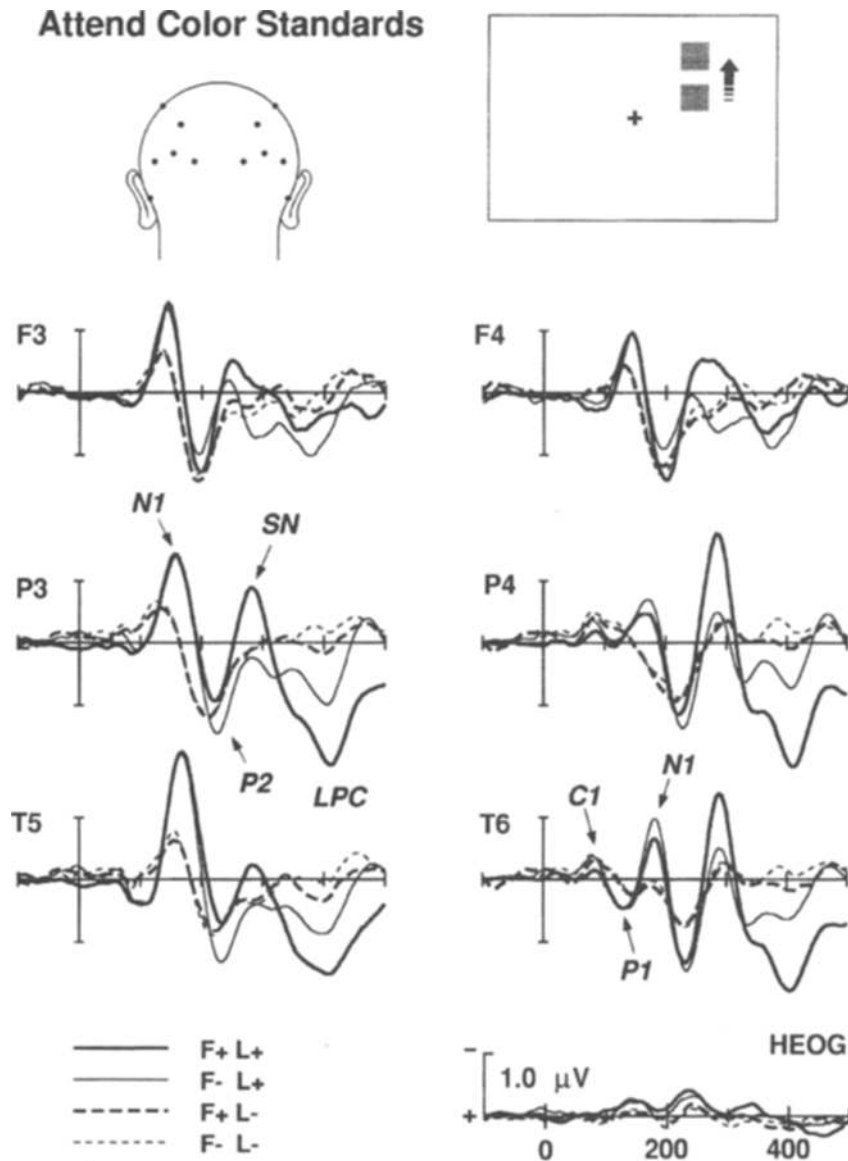 Attend Color Standards
+
F3
F4
N1
SN
P3
P4
P2
LPC
N1
C1
T5
T6
P1
F+ L+
F- L+
F+ L-
F- L-
HEOG
−
1.0 μV
+
0 200 400